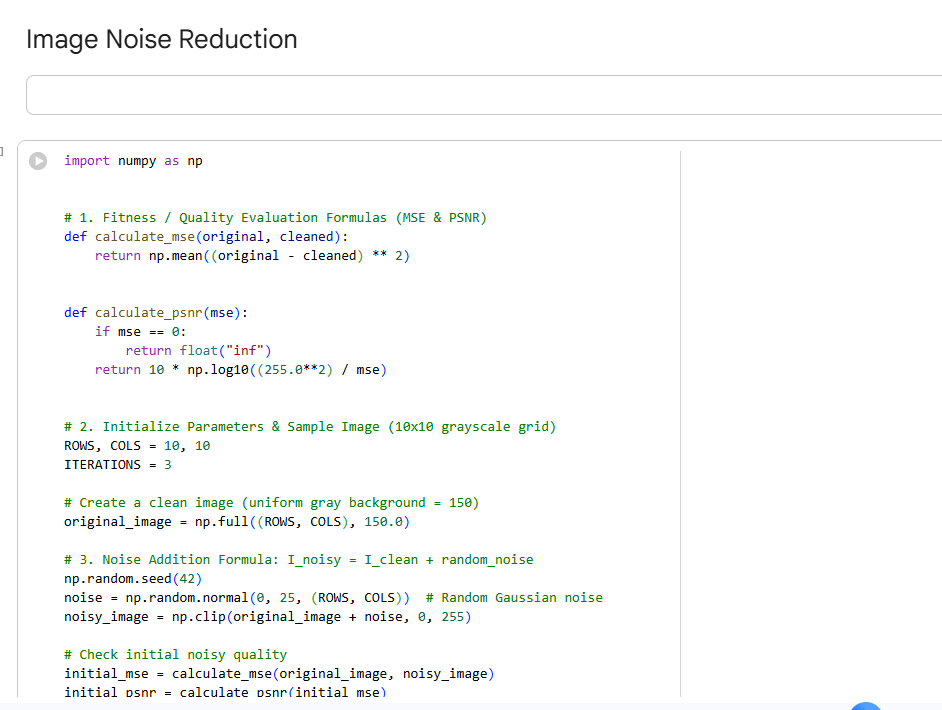 Image Noise Reduction
]
import numpy as np
# 1. Fitness / Quality Evaluation Formulas (MSE & PSNR)
def calculate_mse(original, cleaned):
    return np.mean((original - cleaned) ** 2)
def calculate_psnr(mse):
    if mse == 0:
        return float("inf")
    return 10 * np.log10((255.0**2) / mse)
# 2. Initialize Parameters & Sample Image (10x10 grayscale grid)
ROWS, COLS = 10, 10
ITERATIONS = 3
# Create a clean image (uniform gray background = 150)
original_image = np.full((ROWS, COLS), 150.0)
# 3. Noise Addition Formula: I_noisy = I_clean + random_noise
np.random.seed(42)
noise = np.random.normal(0, 25, (ROWS, COLS))  # Random Gaussian noise
noisy_image = np.clip(original_image + noise, 0, 255)
# Check initial noisy quality
initial_mse = calculate_mse(original_image, noisy_image)
initial_psnr = calculate_psnr(initial_mse)